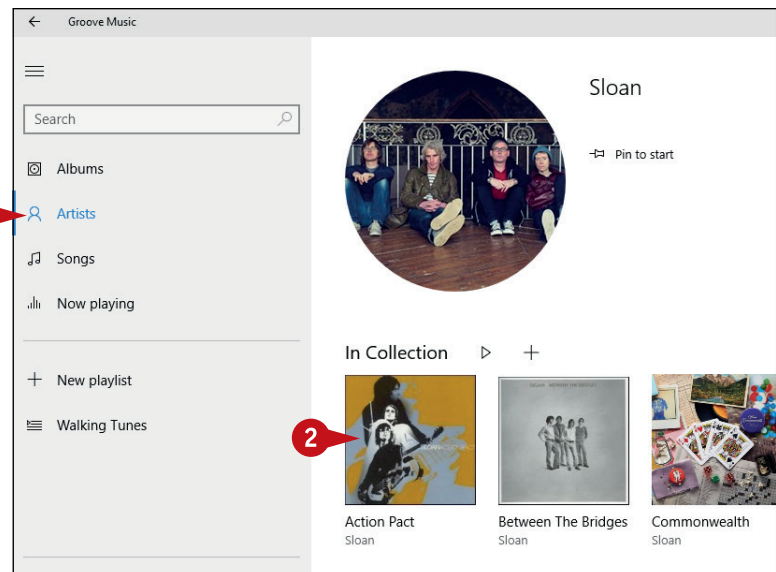 Groove Music
Search
Albums
Artists
Songs
Now playing
New playlist
Walking Tunes
Sloan
Pin to start
In Collection
2
Action Pact
Sloan
Between The Bridges
Sloan
Commonwealth
Sloan